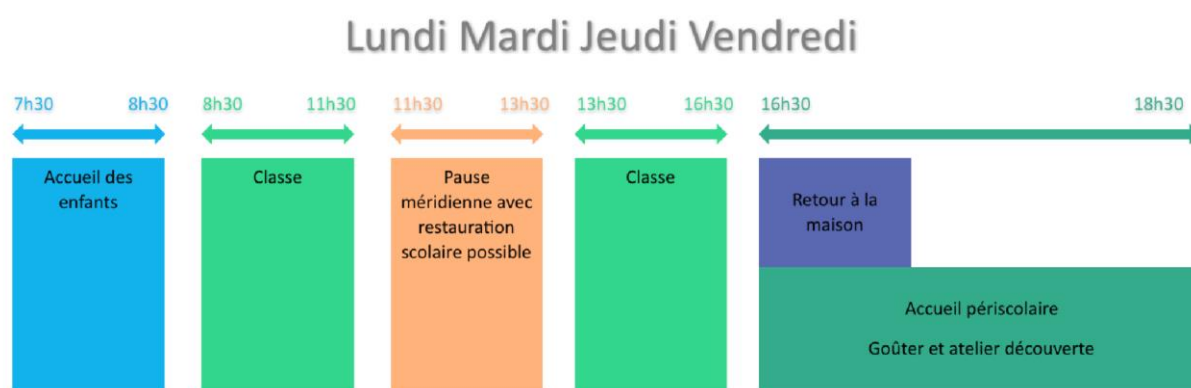 Lundi Mardi Jeudi Vendredi
7h30 8h30 8h30 11h30 11h30 13h30 13h30 16h30 16h30 18h30
Accueil des
enfants
Classe
Pause
méridienne avec
restauration
scolaire possible
Classe
Retour à la
maison
Accueil périscolaire
Goûter et atelier découverte